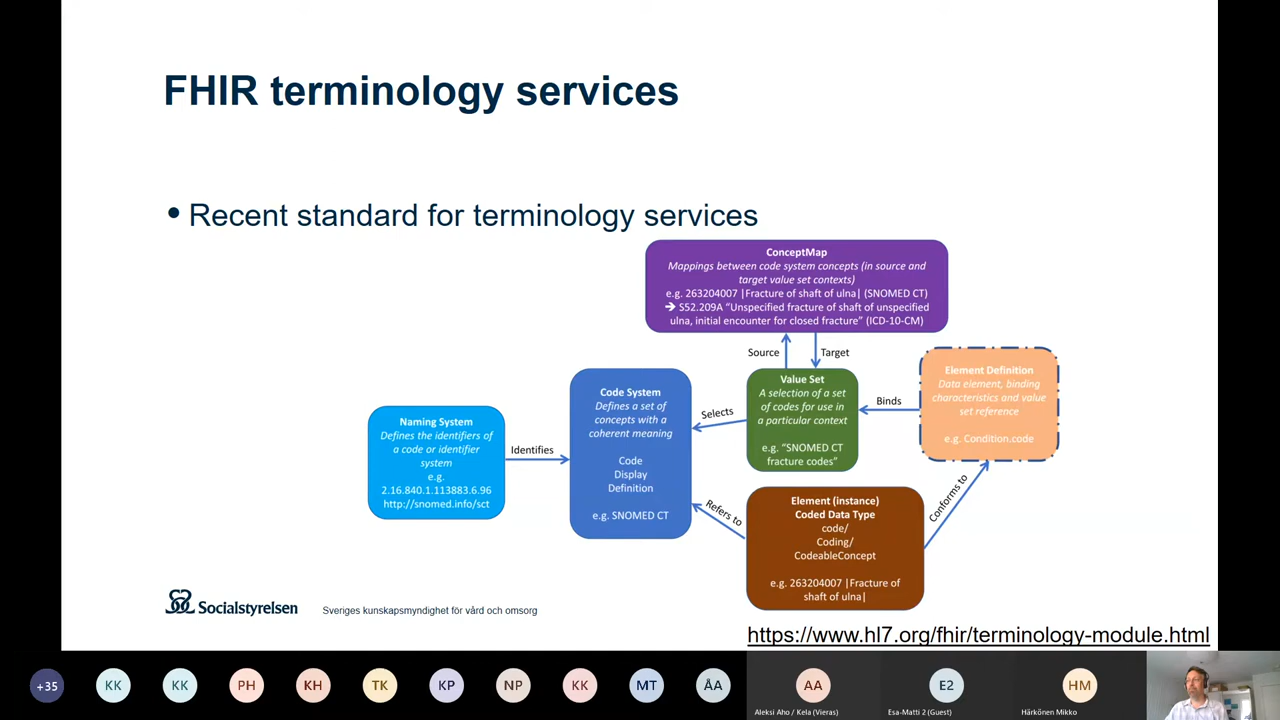 FHIR terminology services
• Recent standard for terminology services
ConceptMap
Mappings between code system concepts (in source and
target value set contexts)
e.g. 263204007 |Fracture of shaft of ulna| (SNOMED CT)
➔ S52.209A “Unspecified fracture of shaft of unspecified
ulna, initial encounter for closed fracture” (ICD-10-CM)
Source
Target
Naming System
Defines the identifiers of
a code or identifier
system
e.g.
2.16.840.1.113883.6.96
http://snomed.info/sct
Identifies
Code System
Defines a set of
concepts with a
coherent meaning
Code
Display
Definition
e.g. SNOMED CT
Selects
Value Set
A selection of a set
of codes for use in
a particular context
e.g. “SNOMED CT
fracture codes”
Binds
Element Definition
Data element, binding
characteristics and value
set reference
e.g. Condition.code
Refers to
Element (instance)
Coded Data Type
code/
Coding/
CodeableConcept
e.g. 263204007 |Fracture of
shaft of ulna|
Conforms to
Socialstyrelsen
Sveriges kunskapsmyndighet för vård och omsorg
https://www.hl7.org/fhir/terminology-module.html
+35
KK
KK
PH
KH
TK
KP
NP
KK
MT
ÅA
AA
E2
HM
Aleksi Aho / Kela (Vieras)
Esa-Matti 2 (Guest)
Härkönen Mikko